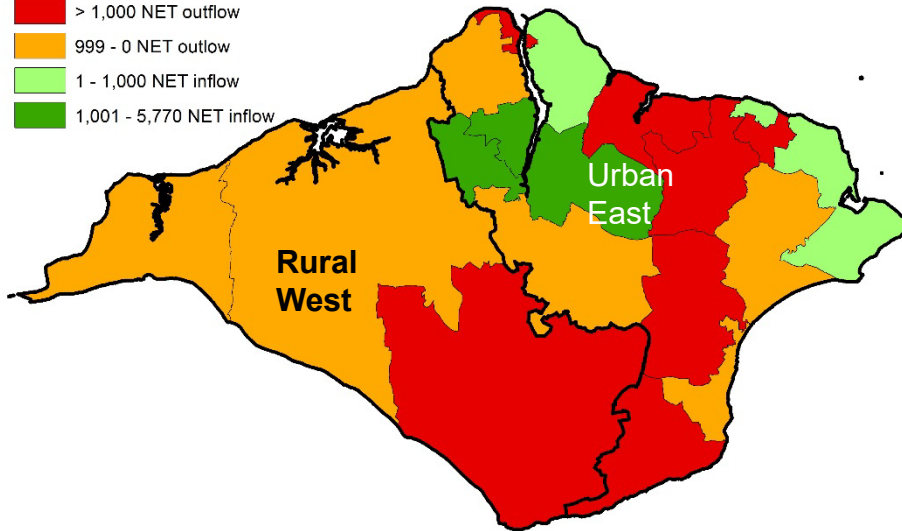 > 1,000 NET outflow
999 - 0 NET outlow
1 - 1,000 NET inflow
1,001 - 5,770 NET inflow
Urban
East
Rural
West